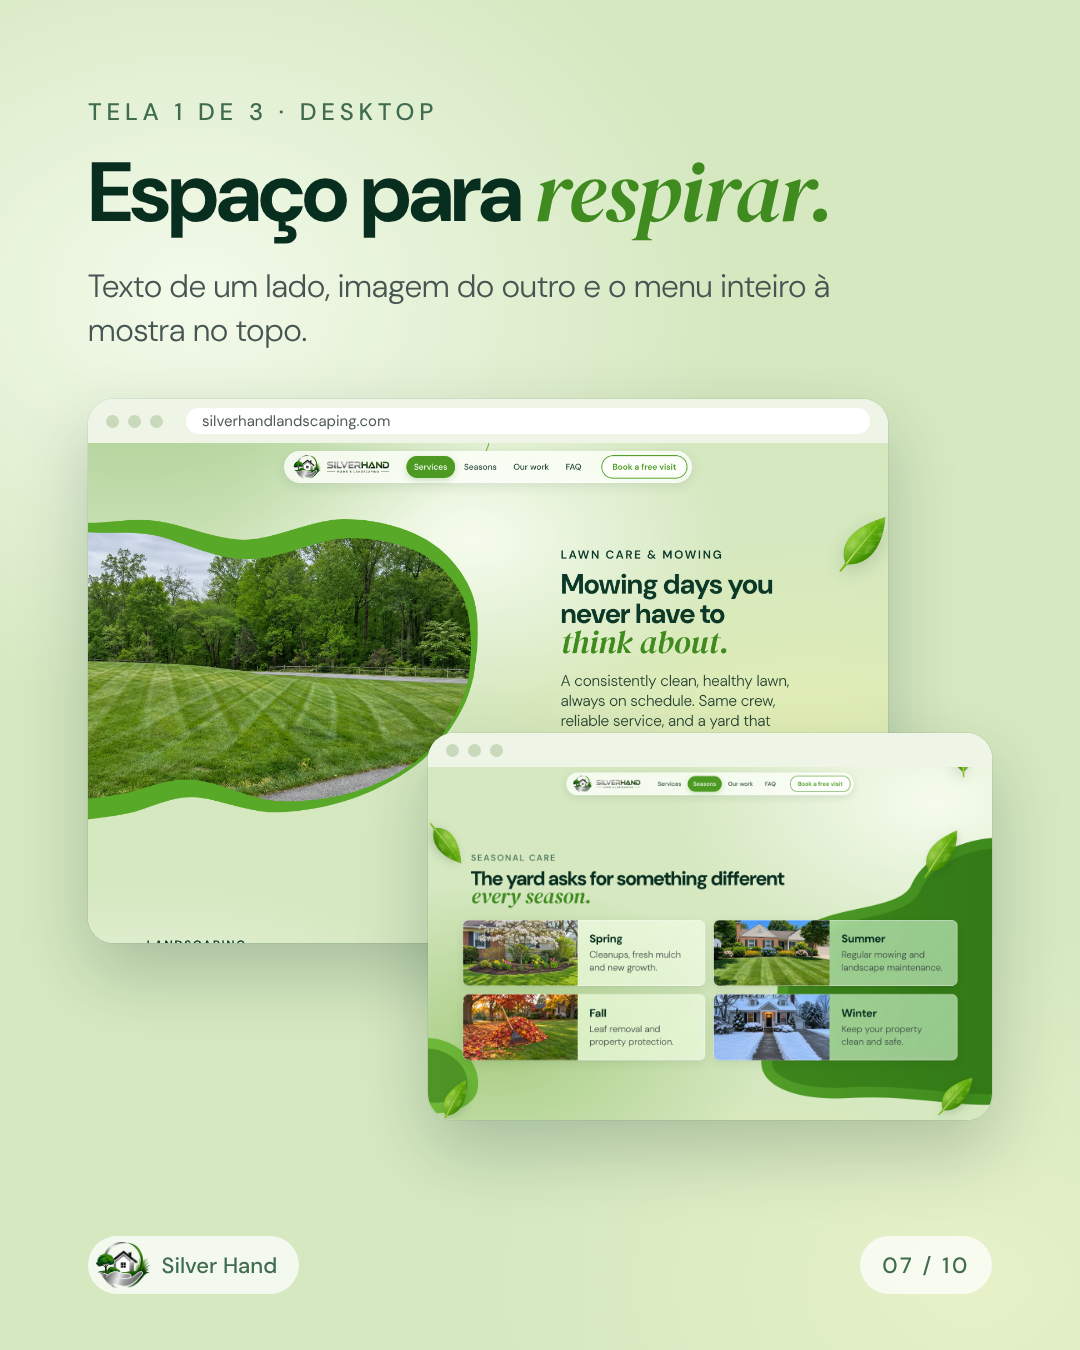 TELA 1 DE 3 · DESKTOP
Espaço para respirar.
Texto de um lado, imagem do outro e o menu inteiro à
mostra no topo.
silverhandlandscaping.com
SILVERHAND Services Seasons Our work FAQ Book a free visit
HOME & LANDSCAPING
LAWN CARE & MOWING
Mowing days you
never have to
think about.
A consistently clean, healthy lawn,
always on schedule. Same crew,
reliable service, and a yard that
LANDSCAPING
SILVERHAND Services Seasons Our work FAQ Book a free visit
SEASONAL CARE
The yard asks for something different
every season.
Spring
Cleanups, fresh mulch
and new growth.
Summer
Regular mowing and
landscape maintenance.
Fall
Leaf removal and
property protection.
Winter
Keep your property
clean and safe.
Silver Hand
07 / 10